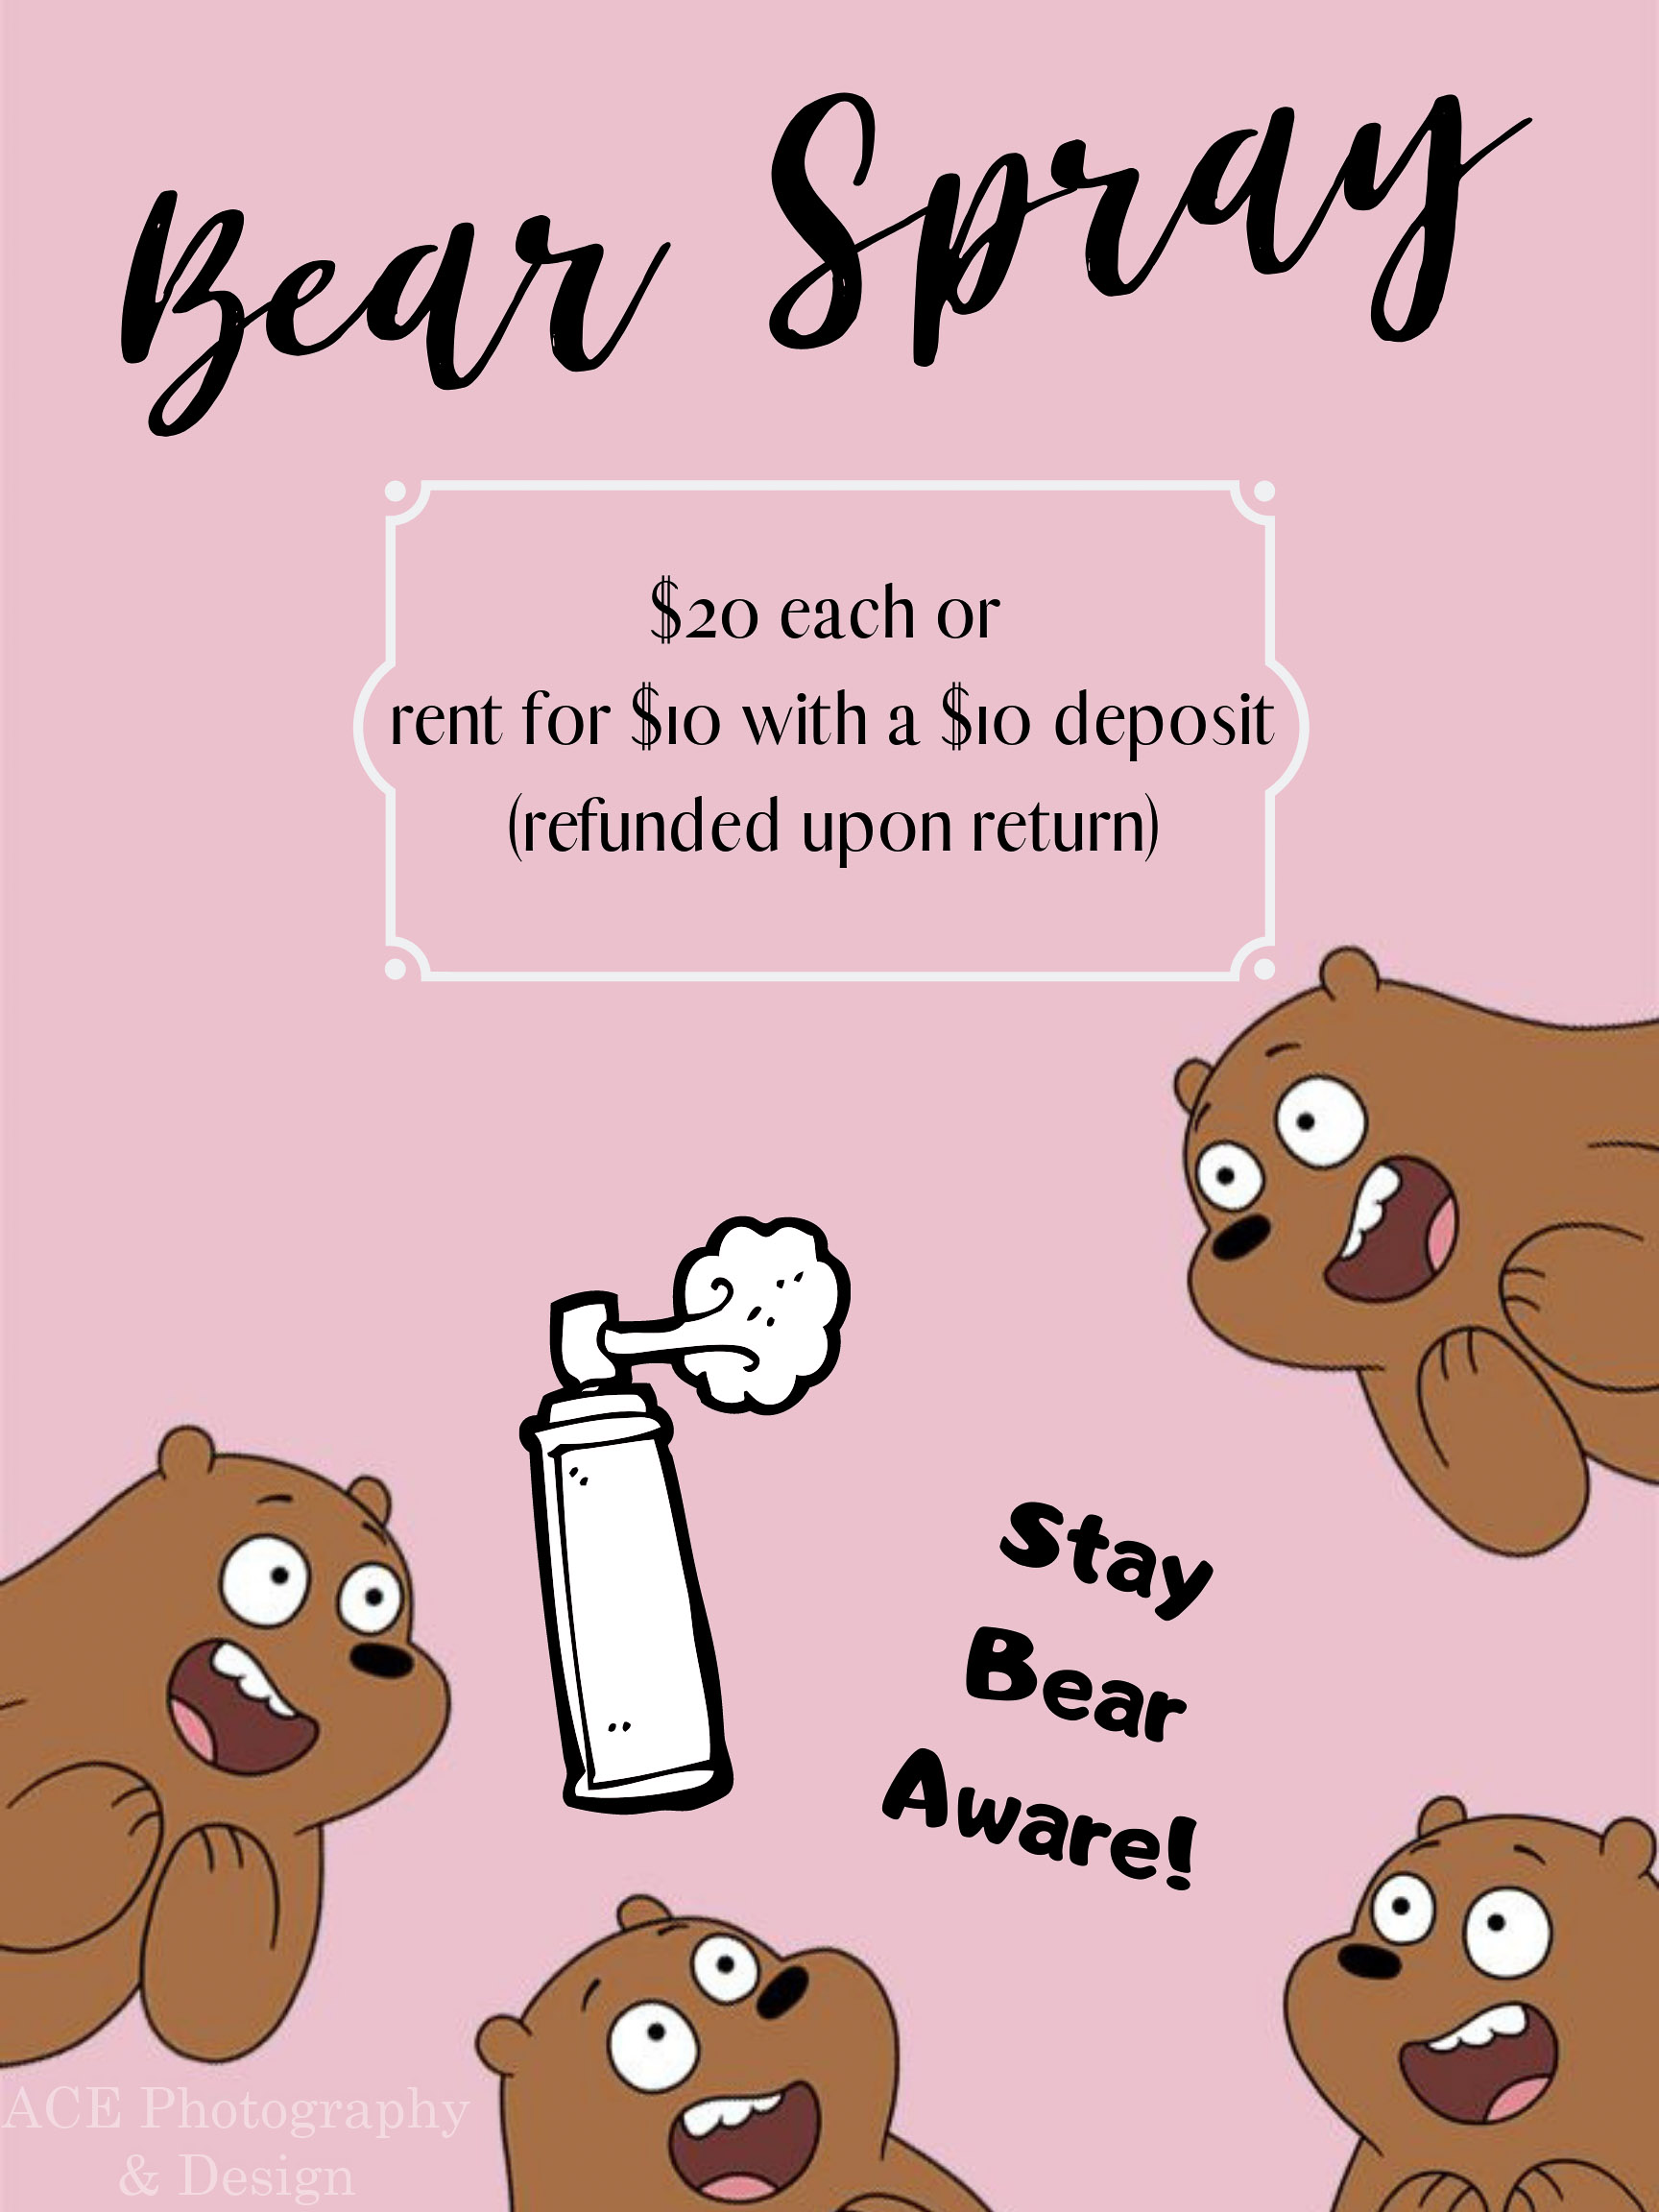 Bear Spray
$20 each or
rent for $10 with a $10 deposit
(refunded upon return)
Stay
Bear
Aware!
ACE Photography
& Design